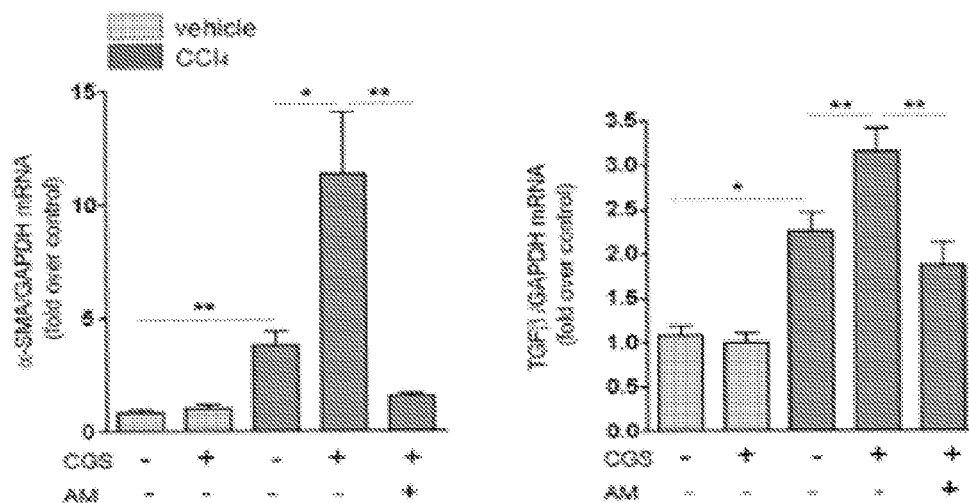 vehicle
CCl₄
α-SMA/GAPDH mRNA
(fold over control)
15
10
5
0
*
**
**
CGS - + - + +
AM - - - - +
TGFβ1/GAPDH mRNA
(fold over control)
3.5
3.0
2.5
2.0
1.5
1.0
0.5
0.0
**
**
*
CGS - + - + +
AM - - - - +